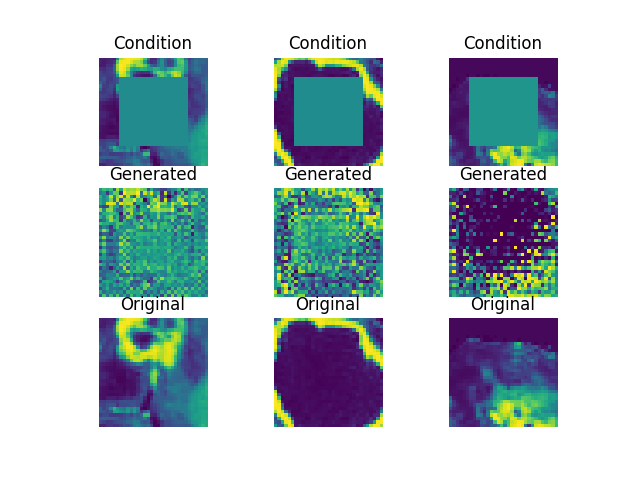 Condition Condition Condition
Generated Generated Generated
Original Original Original